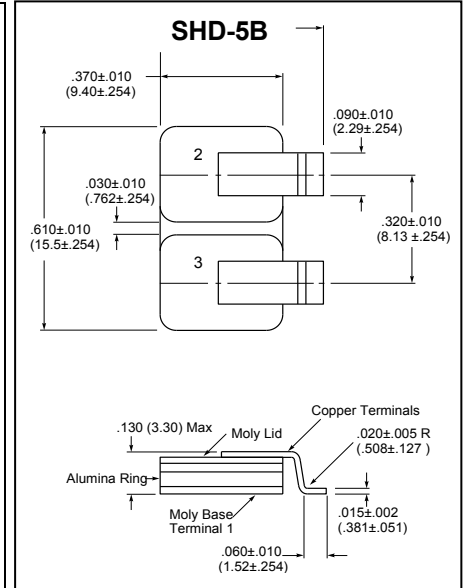 SHD-5B
.370±.010
(9.40±.254)
.090±.010
(2.29±.254)
2
.030±.010
(.762±.254)
.320±.010
(8.13 ±.254)
.610±.010
(15.5±.254)
3
Copper Terminals
.130 (3.30) Max
Moly Lid
.020±.005 R
(.508±.127 )
Alumina Ring
Moly Base
Terminal 1
.015±.002
(.381±.051)
.060±.010
(1.52±.254)